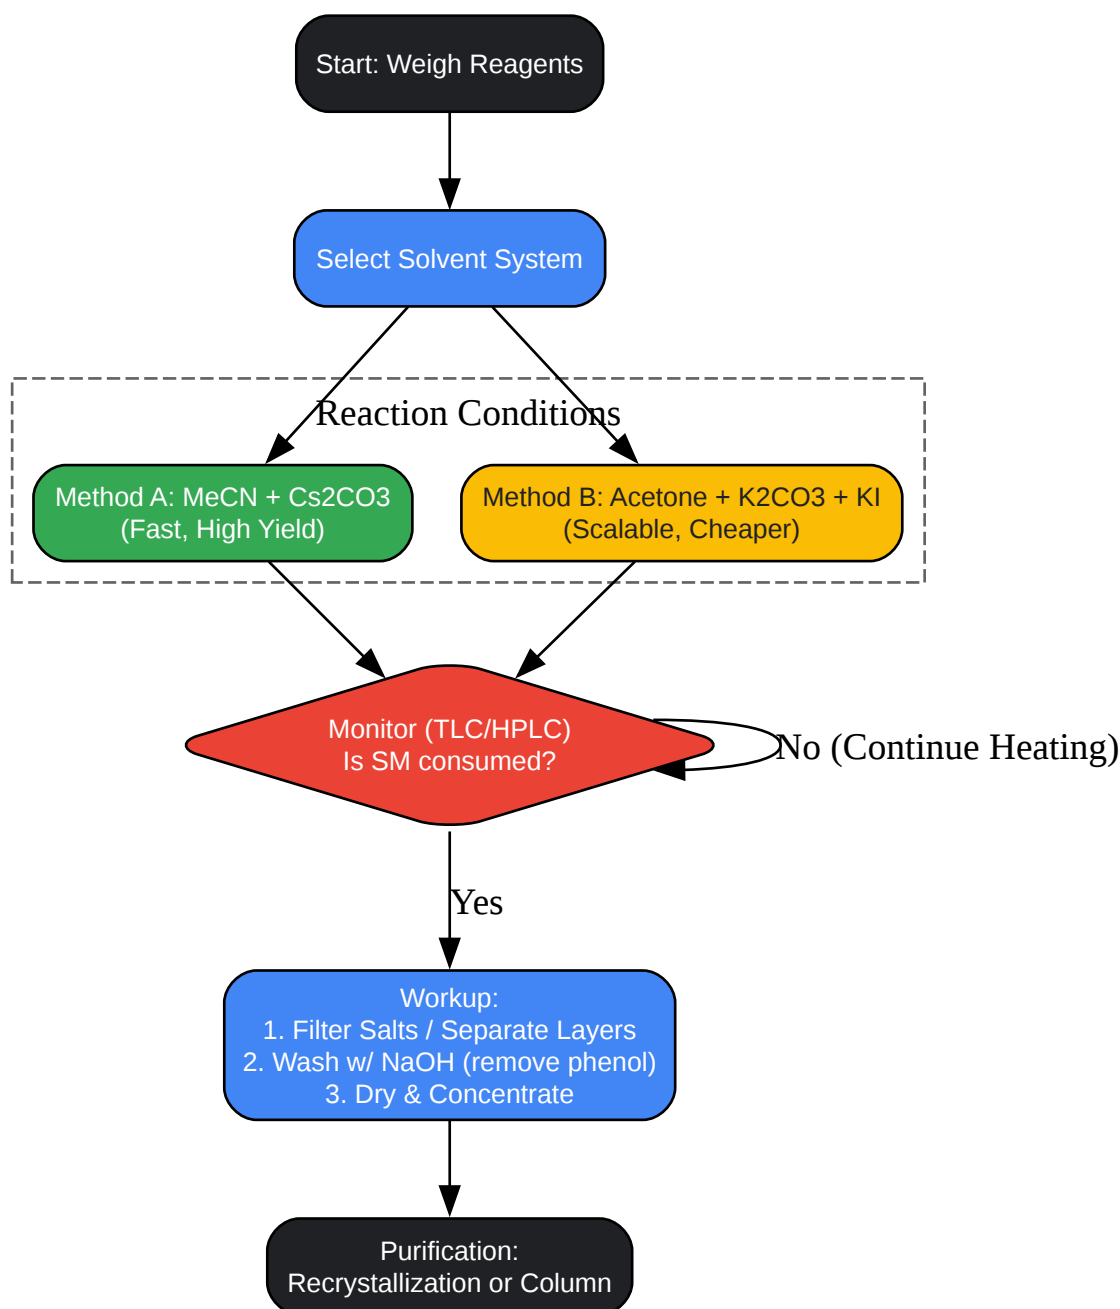 Start: Weigh Reagents
Select Solvent System
Reaction Conditions
Method A: MeCN + Cs2CO3
(Fast, High Yield)
Method B: Acetone + K2CO3 + KI
(Scalable, Cheaper)
Monitor (TLC/HPLC)
Is SM consumed?
No (Continue Heating)
Yes
Workup:
1. Filter Salts / Separate Layers
2. Wash w/ NaOH (remove phenol)
3. Dry & Concentrate
Purification:
Recrystallization or Column